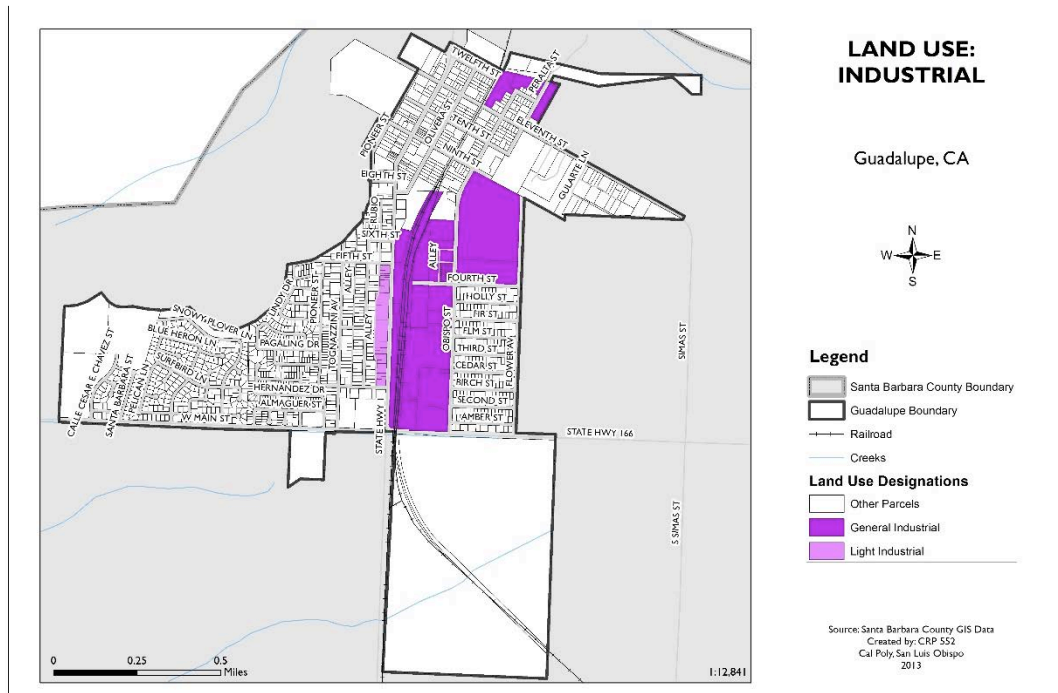 LAND USE:
INDUSTRIAL
Guadalupe, CA
N
W
E
S
TWELFTH ST
PERALTA ST
PIONEER ST
OLIVERA ST
TENTH ST
ELEVENTH ST
NINTH ST
GULARTE LN
EIGHTH ST
RUBIO
SIXTH ST
FIFTH ST
ALLEY
ALLEY
FOURTH ST
LINDY DR
PIONEER ST
HOLLY ST
SNOWY PLOVER LN
TOGNAZZINI AV
ALLEY
OBISPO ST
FIR ST
BLUE HERON LN
ELM ST
SIMAS ST
PAGALING DR
THIRD ST
FLOWER AV
CALLE CESAR E CHAVEZ ST
SURFBIRD LN
CEDAR ST
SANTA BARBARA ST
PELICAN LN
HERNANDEZ DR
BIRCH ST
ALMAGUER ST
SECOND ST
W MAIN ST
STATE HWY
AMBER ST
STATE HWY 166
S SIMAS ST
Legend
Santa Barbara County Boundary
Guadalupe Boundary
Railroad
Creeks
Land Use Designations
Other Parcels
General Industrial
Light Industrial
0 0.25 0.5
Miles
1:12,841
Source: Santa Barbara County GIS Data
Created by: CRP 552
Cal Poly, San Luis Obispo
2013